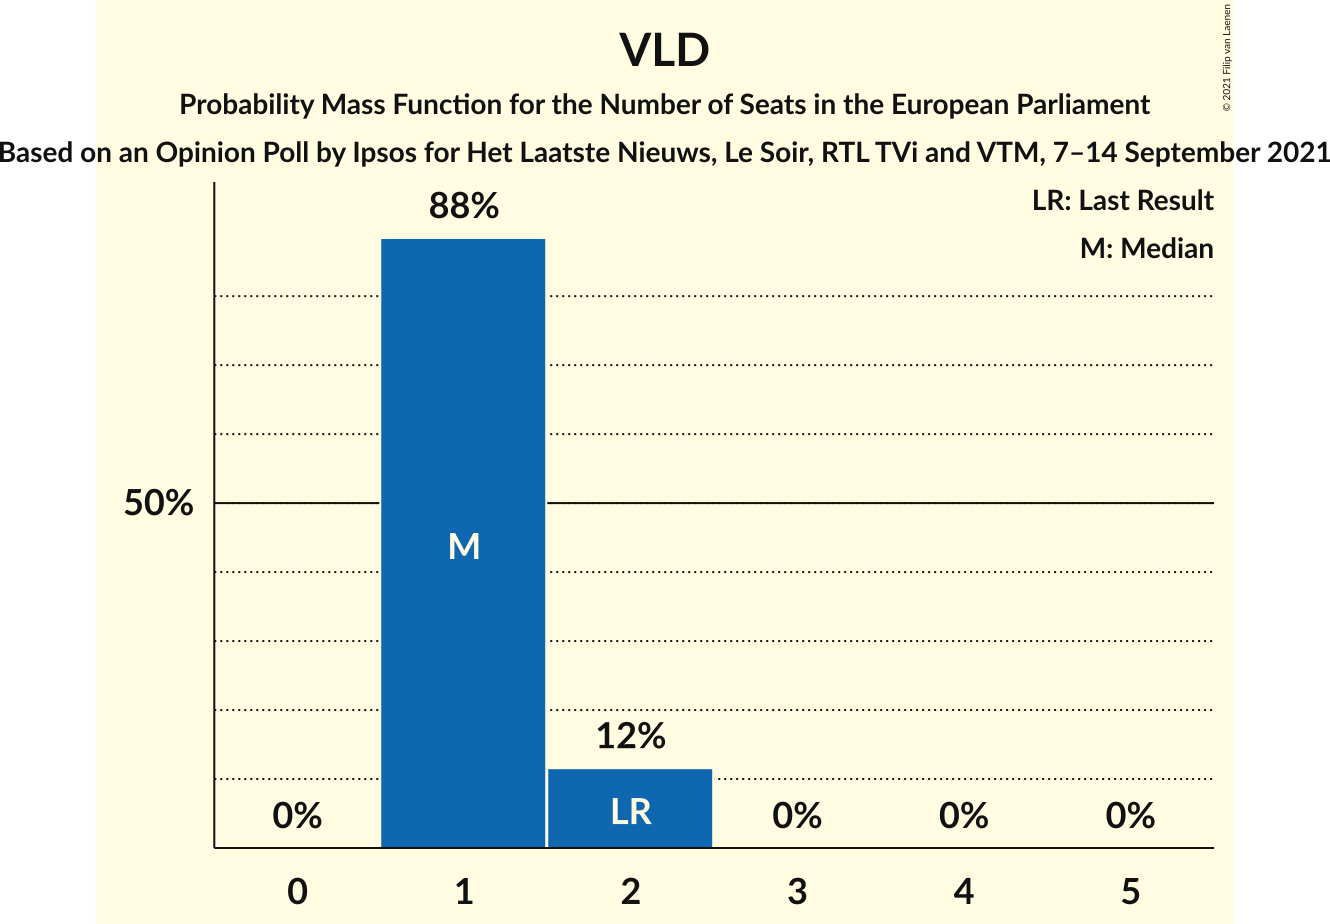 VLD
Probability Mass Function for the Number of Seats in the European Parliament
Based on an Opinion Poll by Ipsos for Het Laatste Nieuws, Le Soir, RTL TVi and VTM, 7–14 September 2021
© 2021 Filip van Laenen
LR: Last Result
M: Median
88%
50%
M
12%
LR
0%
0%
0%
0%
0 1 2 3 4 5